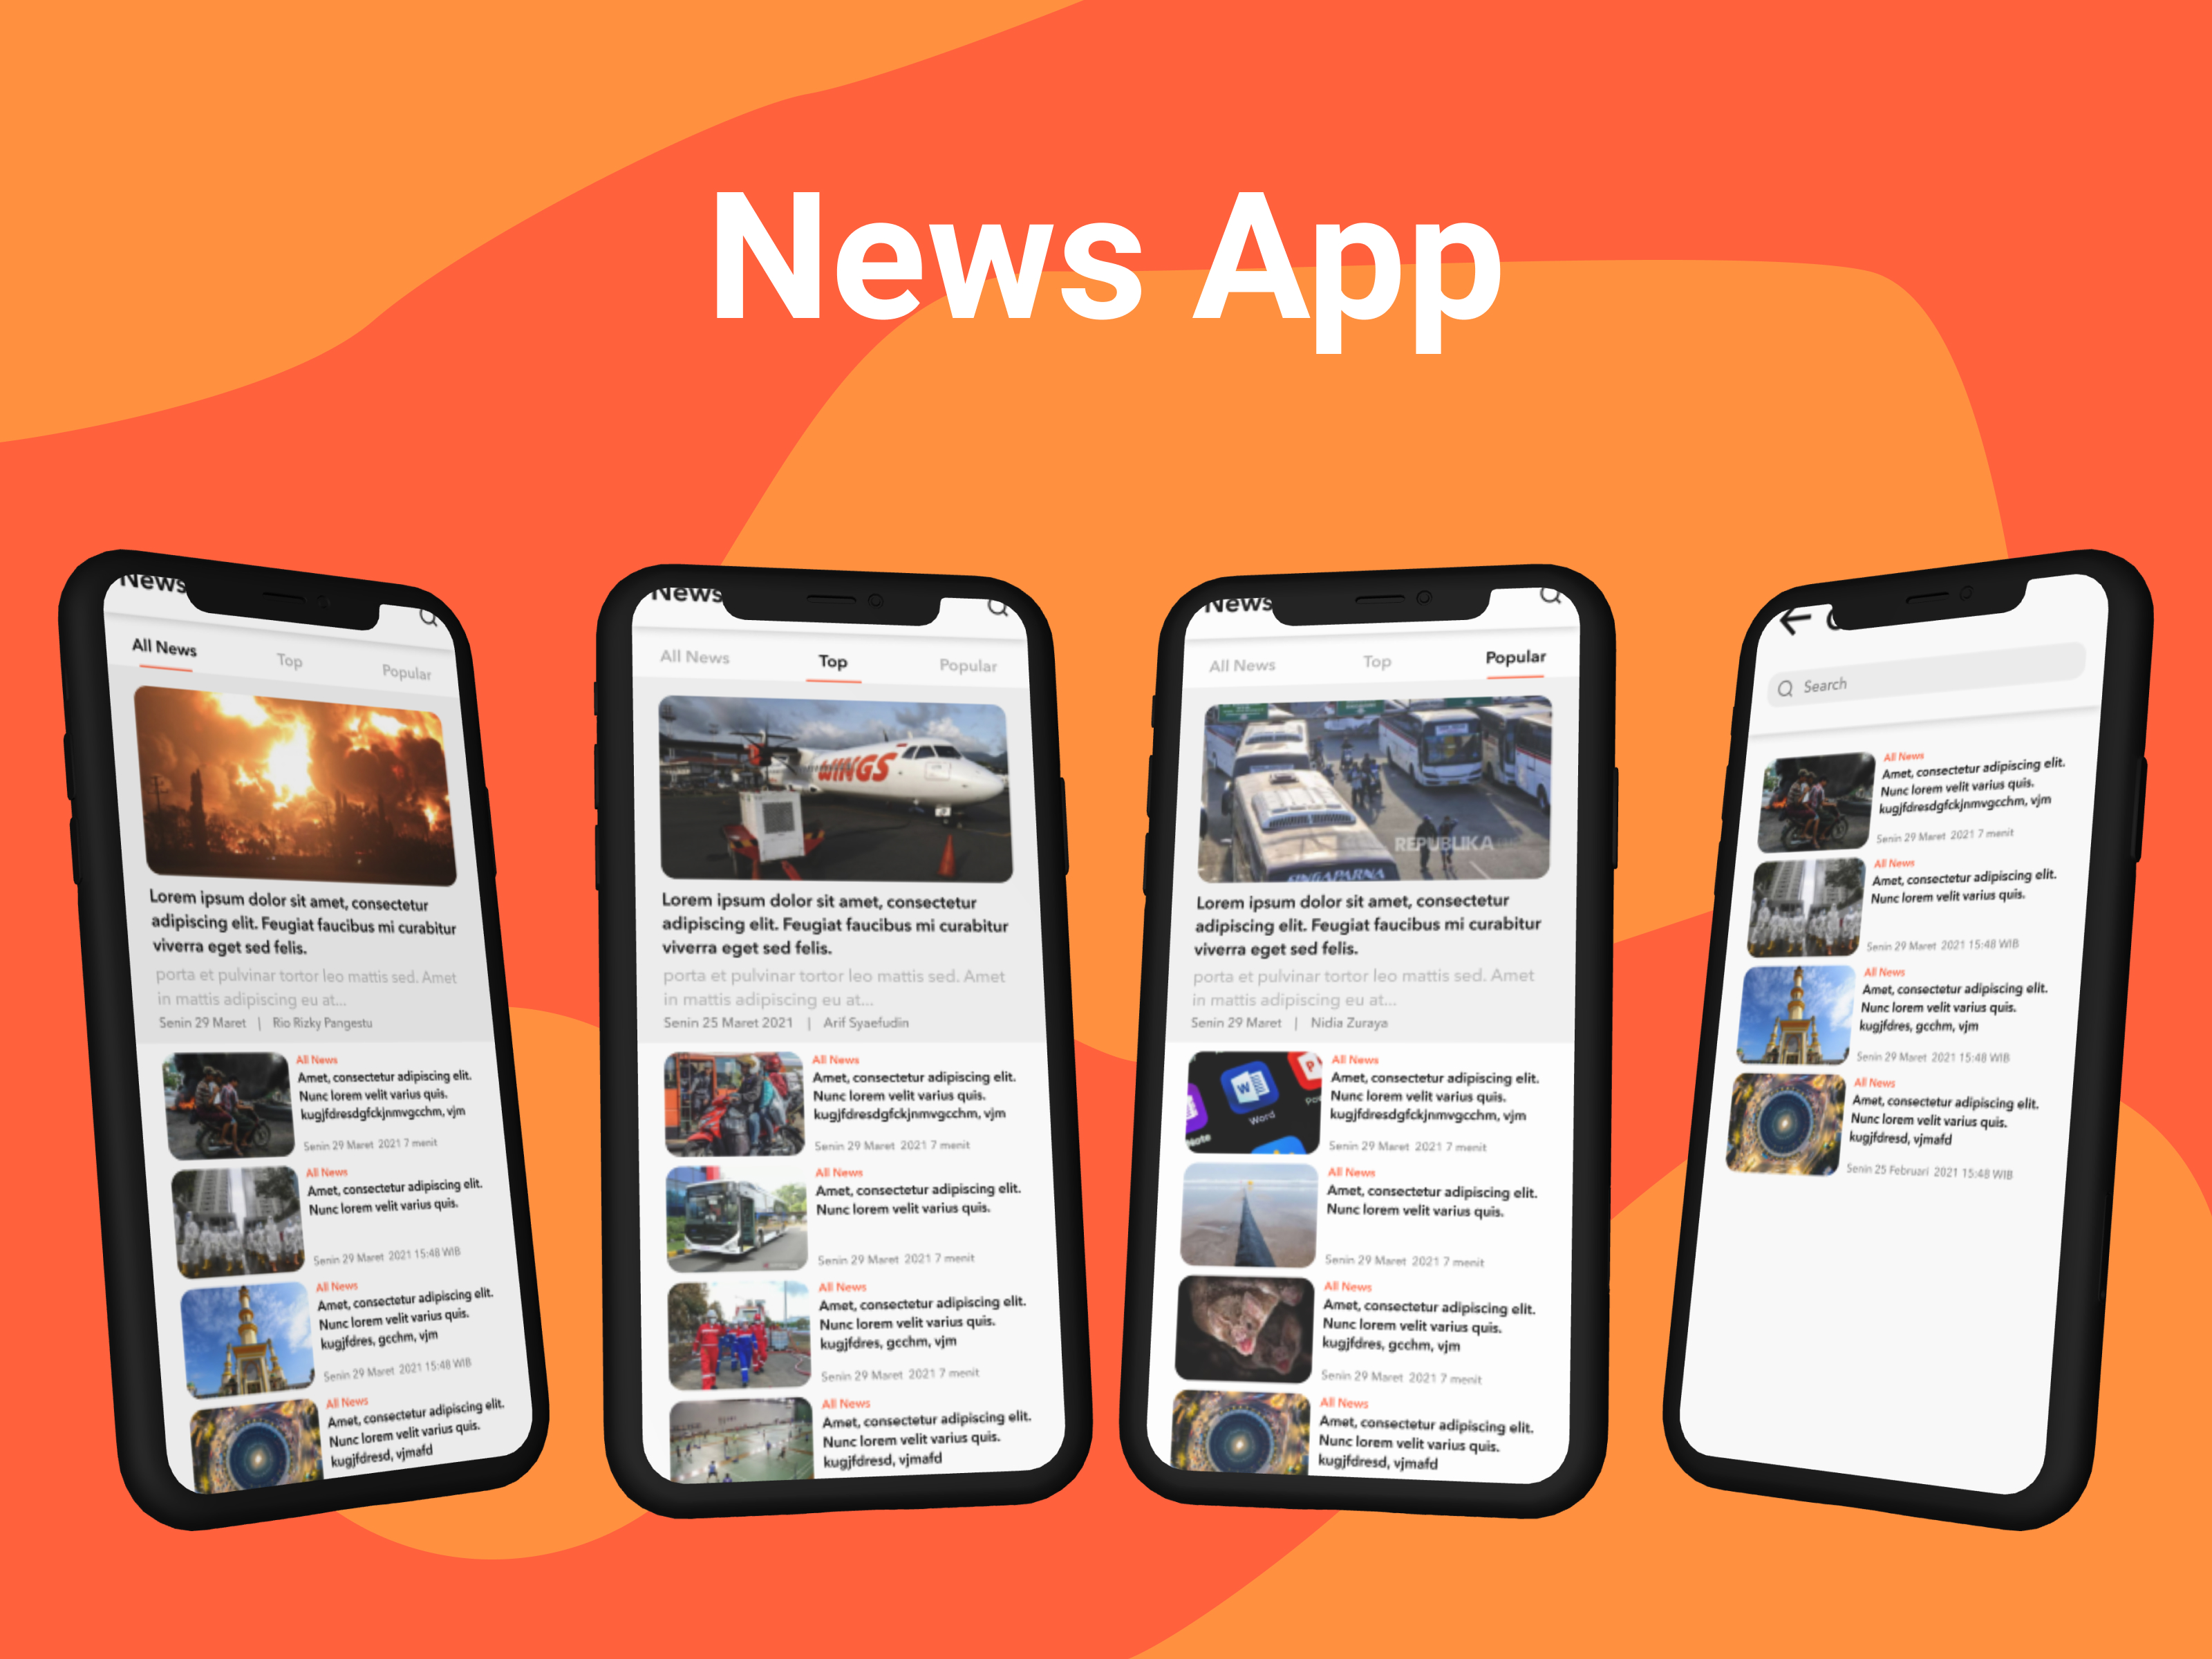 News App
News
All News
Top
Popular
Lorem ipsum dolor sit amet, consectetur
adipiscing elit. Feugiat faucibus mi curabitur
viverra eget sed felis.
porta et pulvinar tortor leo mattis sed. Amet
in mattis adipiscing eu at...
Senin 29 Maret | Rio Rizky Pangestu
All News
Amet, consectetur adipiscing elit.
Nunc lorem velit varius quis.
kugjfdresdgfckjnmvgcchm, vjm
Senin 29 Maret 2021 7 menit
All News
Amet, consectetur adipiscing elit.
Nunc lorem velit varius quis.
Senin 29 Maret 2021 15:48 WIB
All News
Amet, consectetur adipiscing elit.
Nunc lorem velit varius quis.
kugjfdres, gcchm, vjm
Senin 29 Maret 2021 15:48 WIB
All News
Amet, consectetur adipiscing elit.
Nunc lorem velit varius quis.
kugjfdresd, vjmafd
News
All News
Top
Popular
WINGS
Lorem ipsum dolor sit amet, consectetur
adipiscing elit. Feugiat faucibus mi curabitur
viverra eget sed felis.
porta et pulvinar tortor leo mattis sed. Amet
in mattis adipiscing eu at...
Senin 25 Maret 2021 | Arif Syaefudin
All News
Amet, consectetur adipiscing elit.
Nunc lorem velit varius quis.
kugjfdresdgfckjnmvgcchm, vjm
Senin 29 Maret 2021 7 menit
All News
Amet, consectetur adipiscing elit.
Nunc lorem velit varius quis.
Senin 29 Maret 2021 7 menit
All News
Amet, consectetur adipiscing elit.
Nunc lorem velit varius quis.
kugjfdres, gcchm, vjm
Senin 29 Maret 2021 7 menit
All News
Amet, consectetur adipiscing elit.
Nunc lorem velit varius quis.
kugjfdresd, vjmafd
News
All News
Top
Popular
REPUBLIKA
SINGAPARNA
Lorem ipsum dolor sit amet, consectetur
adipiscing elit. Feugiat faucibus mi curabitur
viverra eget sed felis.
porta et pulvinar tortor leo mattis sed. Amet
in mattis adipiscing eu at...
Senin 29 Maret | Nidia Zuraya
Word
Note
All News
Amet, consectetur adipiscing elit.
Nunc lorem velit varius quis.
kugjfdresdgfckjnmvgcchm, vjm
Senin 29 Maret 2021 7 menit
All News
Amet, consectetur adipiscing elit.
Nunc lorem velit varius quis.
Senin 29 Maret 2021 7 menit
All News
Amet, consectetur adipiscing elit.
Nunc lorem velit varius quis.
kugjfdres, gcchm, vjm
Senin 29 Maret 2021 7 menit
All News
Amet, consectetur adipiscing elit.
Nunc lorem velit varius quis.
kugjfdresd, vjmafd
Search
All News
Amet, consectetur adipiscing elit.
Nunc lorem velit varius quis.
kugjfdresdgfckjnmvgcchm, vjm
Senin 29 Maret 2021 7 menit
All News
Amet, consectetur adipiscing elit.
Nunc lorem velit varius quis.
Senin 29 Maret 2021 15:48 WIB
All News
Amet, consectetur adipiscing elit.
Nunc lorem velit varius quis.
kugjfdres, gcchm, vjm
Senin 29 Maret 2021 15:48 WIB
All News
Amet, consectetur adipiscing elit.
Nunc lorem velit varius quis.
kugjfdresd, vjmafd
Senin 25 Februari 2021 15:48 WIB